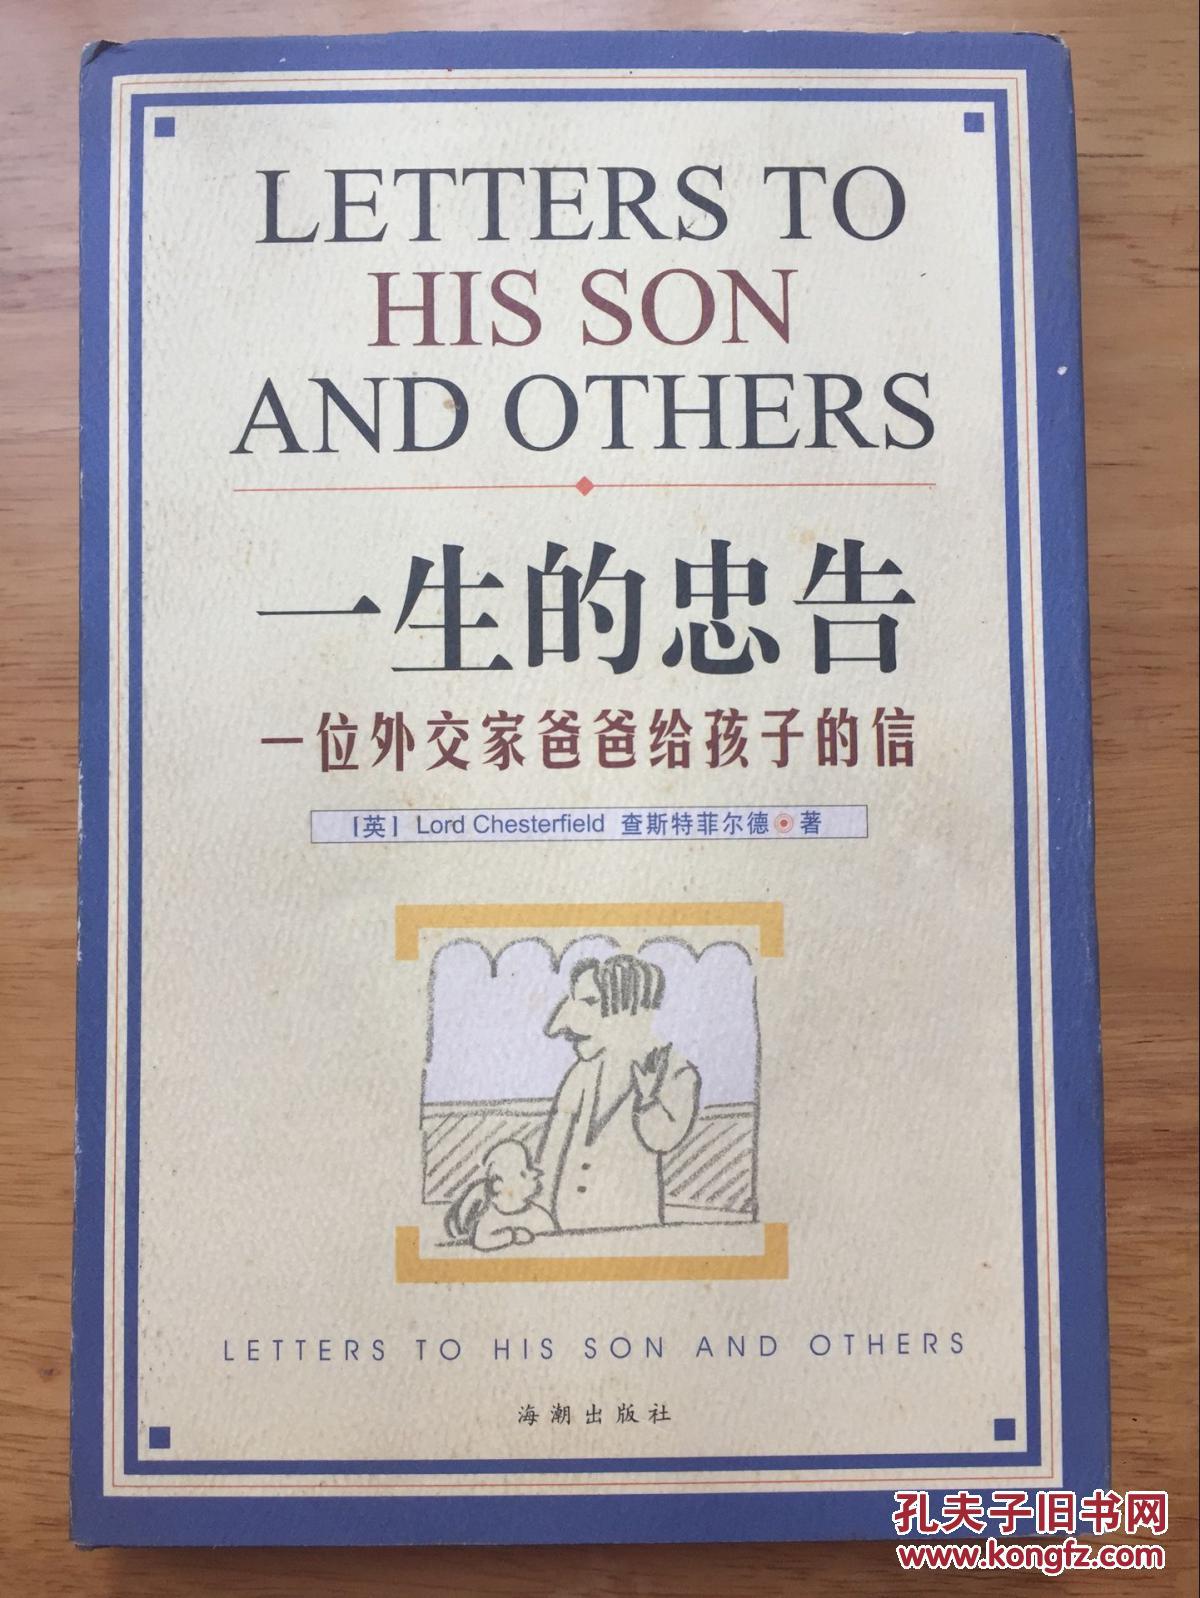 LETTERS TO
HIS SON
AND OTHERS
一生的忠告
一位外交家爸爸给孩子的信
[英] Lord Chesterfield 查斯特菲尔德 著
LETTERS TO HIS SON AND OTHERS
海潮出版社
孔夫子旧书网
www.kongfz.com